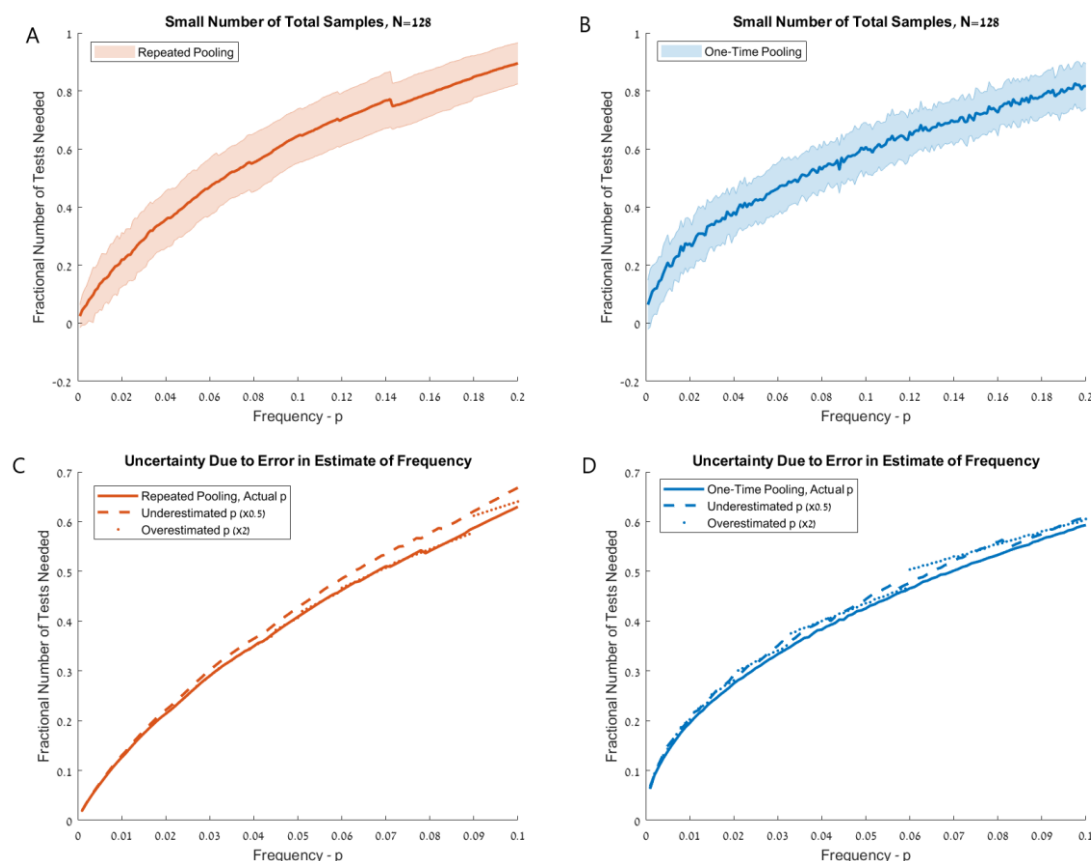 A
Small Number of Total Samples, N=128
Repeated Pooling
Fractional Number of Tests Needed
1
0.8
0.6
0.4
0.2
0
-0.2
0 0.02 0.04 0.06 0.08 0.1 0.12 0.14 0.16 0.18 0.2
Frequency - p
B
Small Number of Total Samples, N=128
One-Time Pooling
Fractional Number of Tests Needed
1
0.8
0.6
0.4
0.2
0
-0.2
0 0.02 0.04 0.06 0.08 0.1 0.12 0.14 0.16 0.18 0.2
Frequency - p
C
Uncertainty Due to Error in Estimate of Frequency
Repeated Pooling, Actual p
Underestimated p (x0.5)
Overestimated p (x2)
Fractional Number of Tests Needed
0.7
0.6
0.5
0.4
0.3
0.2
0.1
0
0 0.01 0.02 0.03 0.04 0.05 0.06 0.07 0.08 0.09 0.1
Frequency - p
D
Uncertainty Due to Error in Estimate of Frequency
One-Time Pooling, Actual p
Underestimated p (x0.5)
Overestimated p (x2)
Fractional Number of Tests Needed
0.7
0.6
0.5
0.4
0.3
0.2
0.1
0
0 0.01 0.02 0.03 0.04 0.05 0.06 0.07 0.08 0.09 0.1
Frequency - p